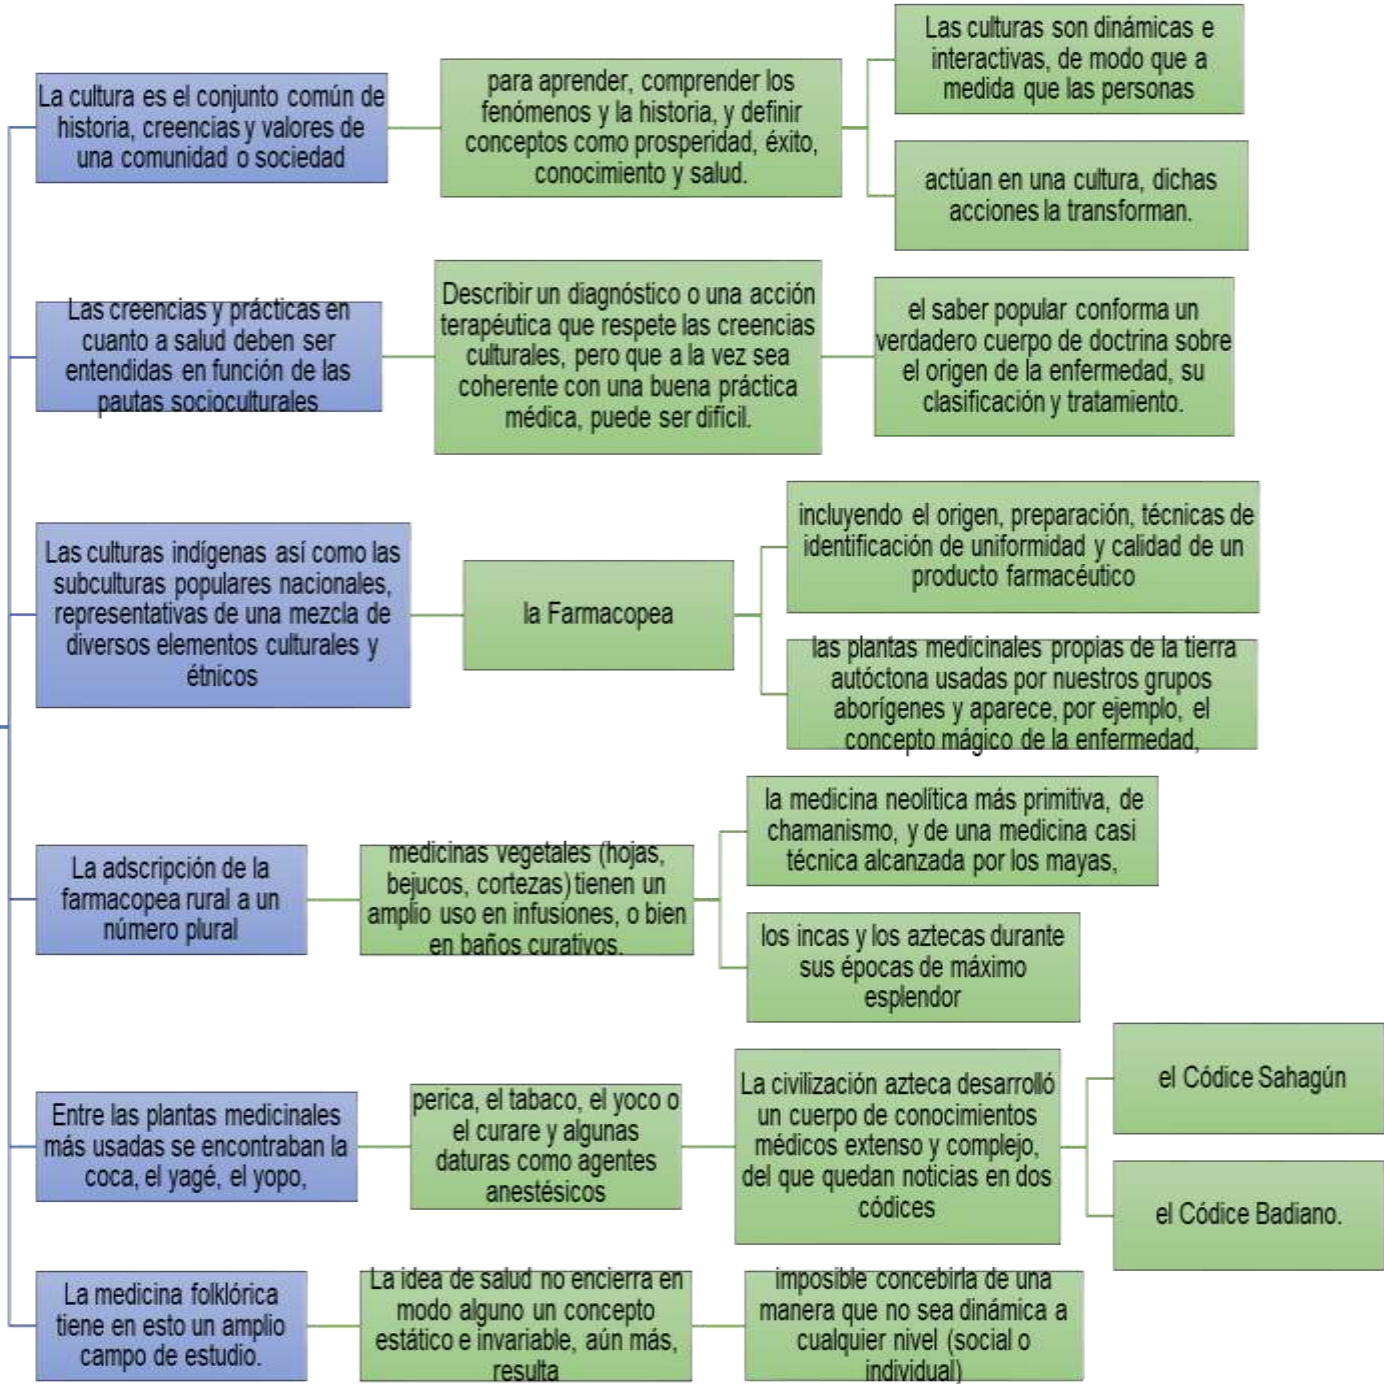 La cultura es el conjunto común de
historia, creencias y valores de
una comunidad o sociedad
para aprender, comprender los
fenómenos y la historia, y definir
conceptos como prosperidad, éxito,
conocimiento y salud.
Las culturas son dinámicas e
interactivas, de modo que a
medida que las personas
actúan en una cultura, dichas
acciones la transforman.
Las creencias y prácticas en
cuanto a salud deben ser
entendidas en función de las
pautas socioculturales
Describir un diagnóstico o una acción
terapéutica que respete las creencias
culturales, pero que a la vez sea
coherente con una buena práctica
médica, puede ser difícil.
el saber popular conforma un
verdadero cuerpo de doctrina sobre
el origen de la enfermedad, su
clasificación y tratamiento.
Las culturas indígenas así como las
subculturas populares nacionales,
representativas de una mezcla de
diversos elementos culturales y
étnicos
la Farmacopea
incluyendo el origen, preparación, técnicas de
identificación de uniformidad y calidad de un
producto farmacéutico
las plantas medicinales propias de la tierra
autóctona usadas por nuestros grupos
aborígenes y aparece, por ejemplo, el
concepto mágico de la enfermedad,
La adscripción de la
farmacopea rural a un
número plural
medicinas vegetales (hojas,
bejucos, cortezas) tienen un
amplio uso en infusiones, o bien
en baños curativos.
la medicina neolítica más primitiva, de
chamanismo, y de una medicina casi
técnica alcanzada por los mayas,
los incas y los aztecas durante
sus épocas de máximo
esplendor
Entre las plantas medicinales
más usadas se encontraban la
coca, el yagé, el yopo,
perica, el tabaco, el yoco o
el curare y algunas
daturas como agentes
anestésicos
La civilización azteca desarrolló
un cuerpo de conocimientos
médicos extenso y complejo,
del que quedan noticias en dos
códices
el Códice Sahagún
el Códice Badiano.
La medicina folklórica
tiene en esto un amplio
campo de estudio.
La idea de salud no encierra en
modo alguno un concepto
estático e invariable, aún más,
resulta
imposible concebirla de una
manera que no sea dinámica a
cualquier nivel (social o
individual)